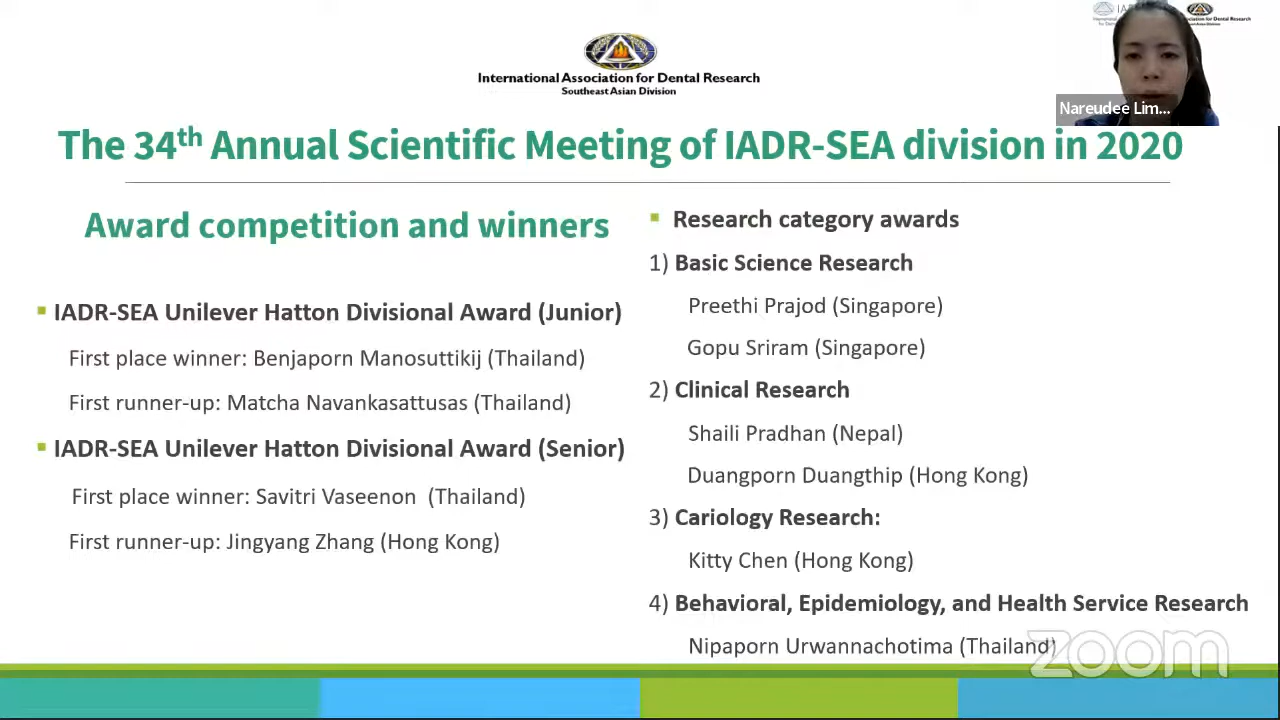 International Association for Dental Research
Southeast Asian Division
Nareudee Lim...
The 34th Annual Scientific Meeting of IADR-SEA division in 2020
Award competition and winners
IADR-SEA Unilever Hatton Divisional Award (Junior)
First place winner: Benjaporn Manosuttikij (Thailand)
First runner-up: Matcha Navankasattusas (Thailand)
IADR-SEA Unilever Hatton Divisional Award (Senior)
First place winner: Savitri Vaseenon (Thailand)
First runner-up: Jingyang Zhang (Hong Kong)
Research category awards
1) Basic Science Research
Preethi Prajod (Singapore)
Gopu Sriram (Singapore)
2) Clinical Research
Shaili Pradhan (Nepal)
Duangporn Duangthip (Hong Kong)
3) Cariology Research:
Kitty Chen (Hong Kong)
4) Behavioral, Epidemiology, and Health Service Research
Nipaporn Urwannachotima (Thailand)
zoom